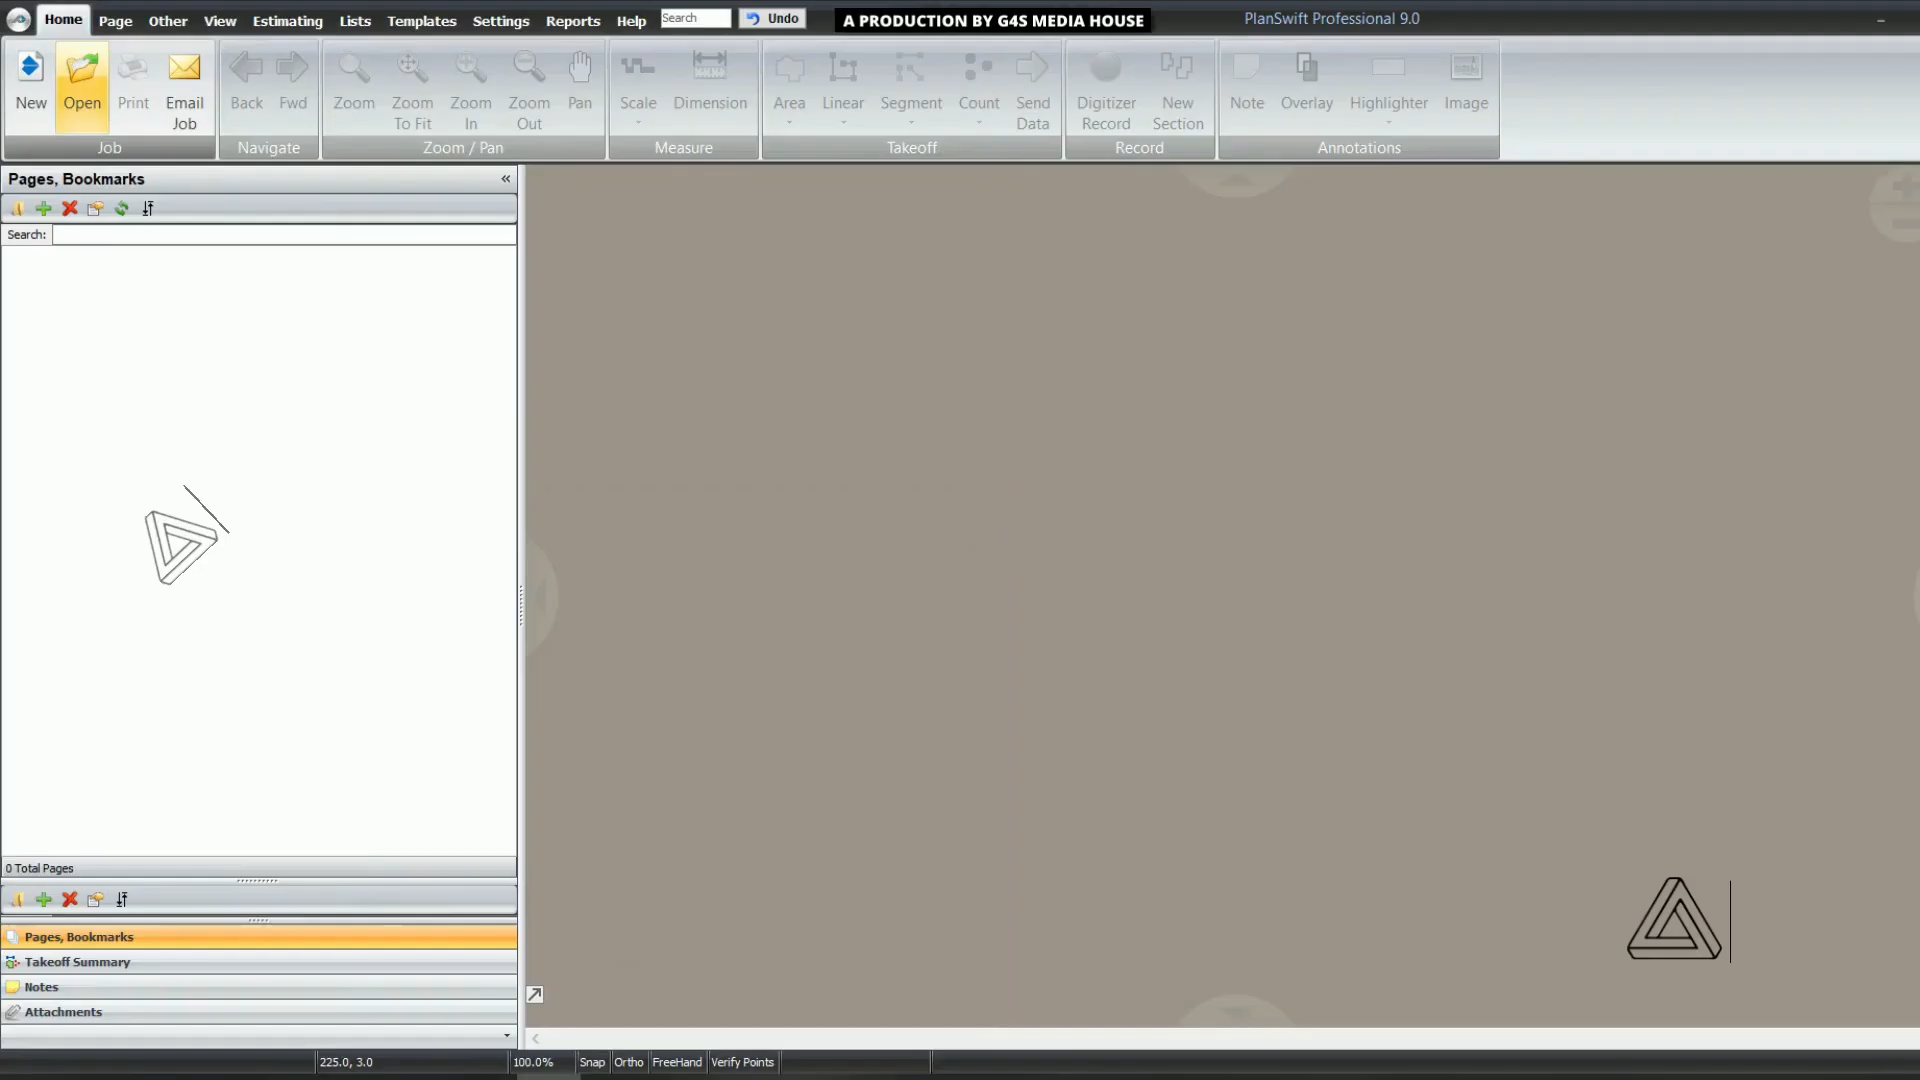 Home Page Other View Estimating Lists Templates Settings Reports Help Search Undo A PRODUCTION BY G4S MEDIA HOUSE PlanSwift Professional 9.0
New Open Print Email Job Back Fwd Zoom Zoom To Fit Zoom In Zoom Out Pan Scale Dimension Area Linear Segment Count Send Data Digitizer Record New Section Note Overlay Highlighter Image
Job Navigate Zoom / Pan Measure Takeoff Record Annotations
Pages, Bookmarks
Search:
0 Total Pages
Pages, Bookmarks
Takeoff Summary
Notes
Attachments
225.0, 3.0 100.0% Snap Ortho FreeHand Verify Points